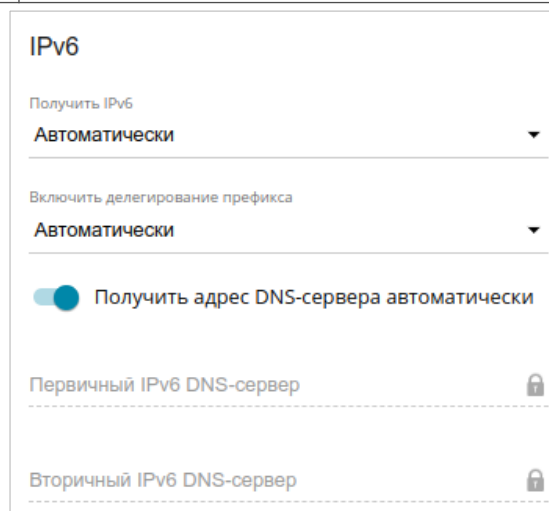 IPv6
Получить IPv6
Автоматически
Включить делегирование префикса
Автоматически
Получить адрес DNS-сервера автоматически
Первичный IPv6 DNS-сервер
Вторичный IPv6 DNS-сервер